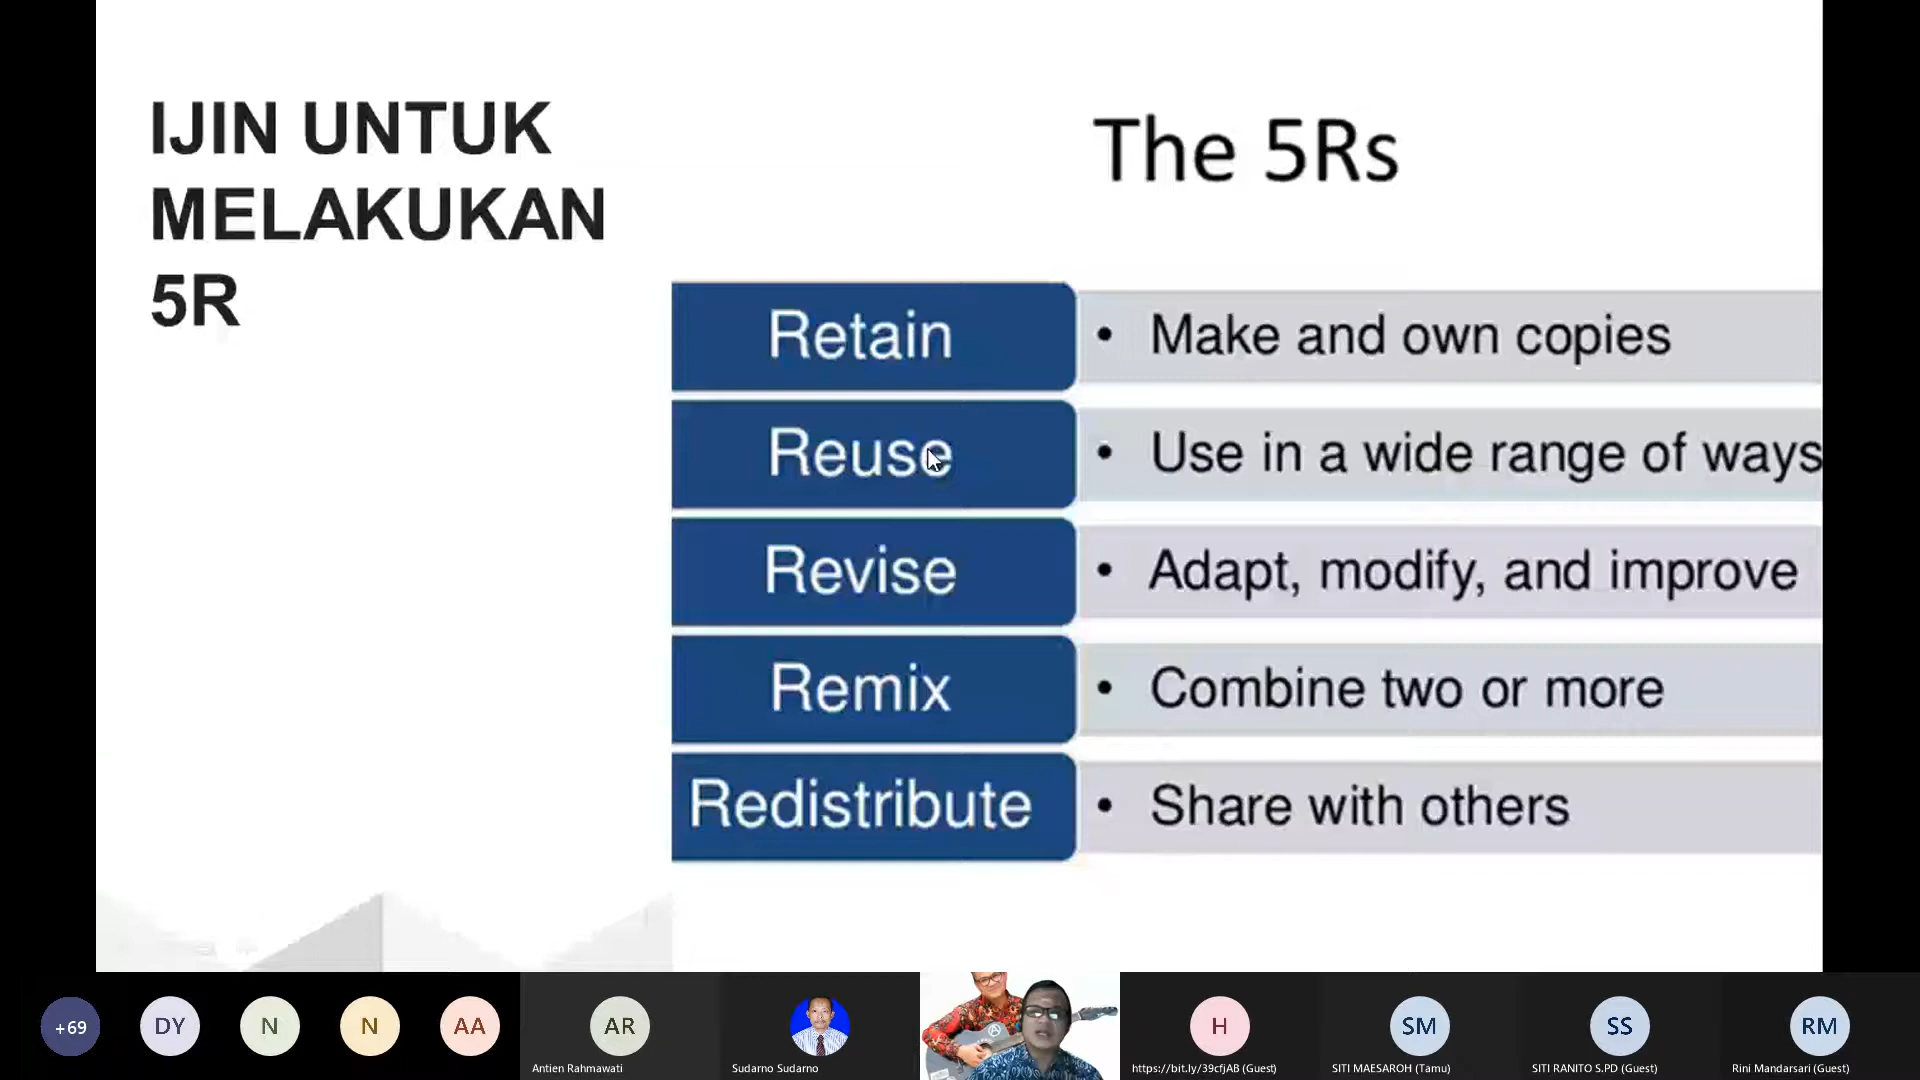 IJIN UNTUK
MELAKUKAN
5R
The 5Rs
Retain
• Make and own copies
Reuse
• Use in a wide range of ways
Revise
• Adapt, modify, and improve
Remix
• Combine two or more
Redistribute
• Share with others
+69
DY
N
N
AA
AR
Antien Rahmawati
Sudarno Sudarno
H
https://bit.ly/39cfjAB (Guest)
SM
SITI MAESAROH (Tamu)
SS
SITI RANITO S.PD (Guest)
RM
Rini Mandarsari (Guest)